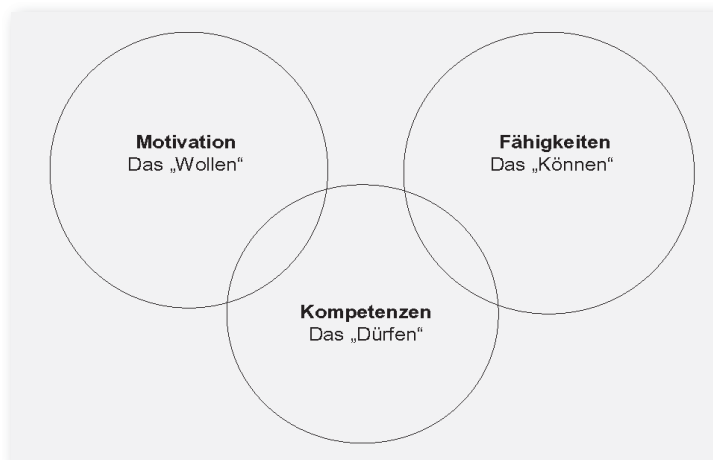 Motivation
Das „Wollen“
Fähigkeiten
Das „Können“
Kompetenzen
Das „Dürfen“